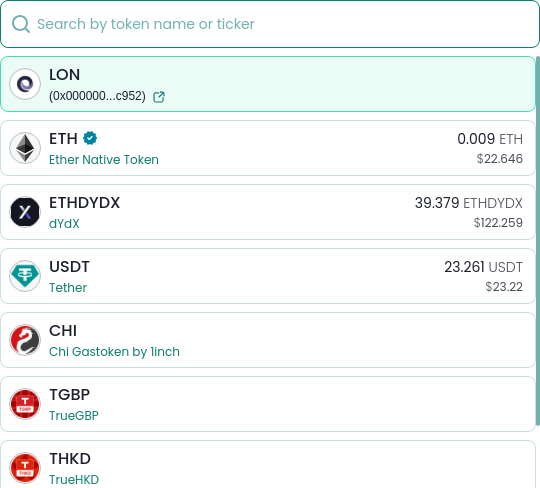 Search by token name or ticker
LON
(0x000000...c952)
ETH
0.009 ETH
Ether Native Token
$22.646
ETHDYDX
39.379 ETHDYDX
dYdX
$122.259
USDT
23.261 USDT
Tether
$23.22
CHI
Chi Gastoken by 1inch
TGBP
TGBP
TrueGBP
THKD
THKD
TrueHKD